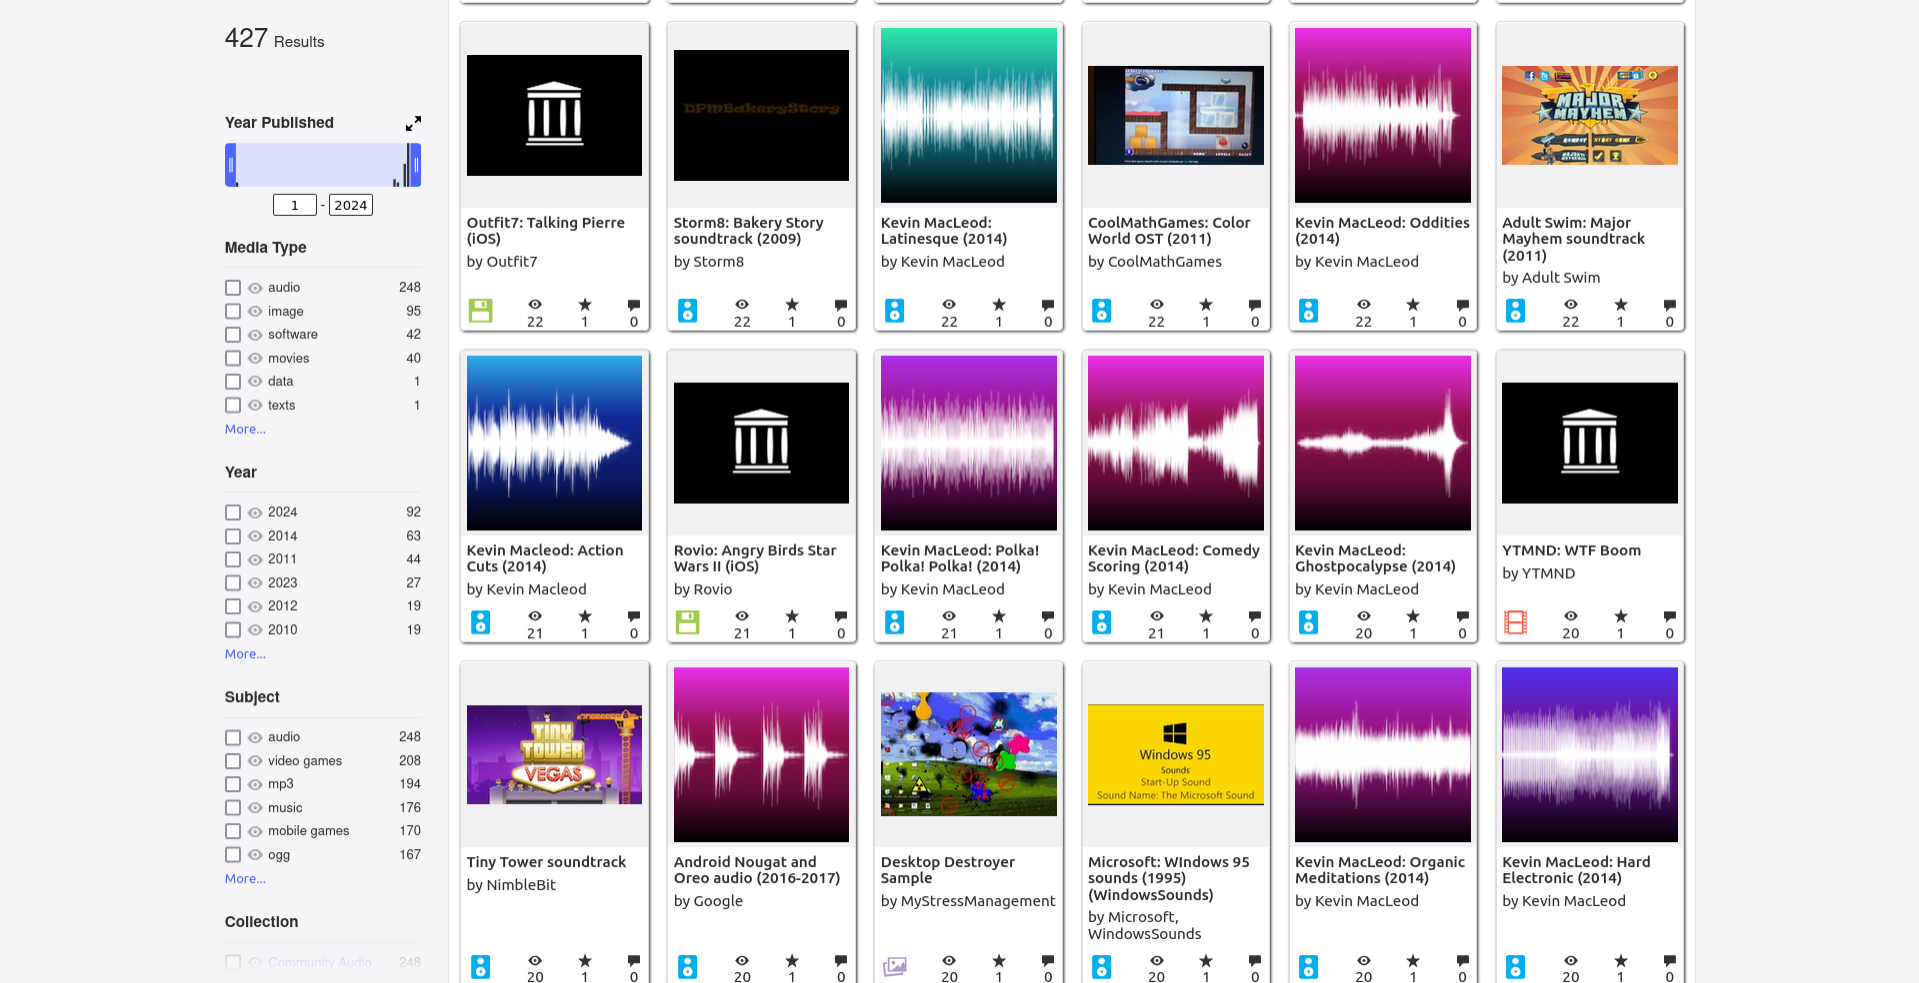 427 Results
Year Published
1 - 2024
Media Type
audio 248
image 95
software 42
movies 40
data 1
texts 1
More...
Year
2024 92
2014 63
2011 44
2023 27
2012 19
2010 19
More...
Subject
audio 248
video games 208
mp3 194
music 176
mobile games 170
ogg 167
More...
Collection
Community Audio 248
Outfit7: Talking Pierre
(iOS)
by Outfit7
22 1 0
DPMBakeryStory
Storm8: Bakery Story
soundtrack (2009)
by Storm8
22 1 0
Kevin MacLeod:
Latinesque (2014)
by Kevin MacLeod
22 1 0
CoolMathGames: Color
World OST (2011)
by CoolMathGames
22 1 0
Kevin MacLeod: Oddities
(2014)
by Kevin MacLeod
22 1 0
MAJOR
MAYHEM
Adult Swim: Major
Mayhem soundtrack
(2011)
by Adult Swim
22 1 0
Kevin Macleod: Action
Cuts (2014)
by Kevin Macleod
21 1 0
Rovio: Angry Birds Star
Wars II (iOS)
by Rovio
21 1 0
Kevin MacLeod: Polka!
Polka! Polka! (2014)
by Kevin MacLeod
21 1 0
Kevin MacLeod: Comedy
Scoring (2014)
by Kevin MacLeod
21 1 0
Kevin MacLeod:
Ghostpocalypse (2014)
by Kevin MacLeod
20 1 0
YTMND: WTF Boom
by YTMND
20 1 0
TINY
TOWER
VEGAS
Tiny Tower soundtrack
by NimbleBit
20 1 0
Android Nougat and
Oreo audio (2016-2017)
by Google
20 1 0
Desktop Destroyer
Sample
by MyStressManagement
20 1 0
Windows 95
Sounds
Start-Up Sound
Sound Name: The Microsoft Sound
Microsoft: WIndows 95
sounds (1995)
(WindowsSounds)
by Microsoft,
WindowsSounds
20 1 0
Kevin MacLeod: Organic
Meditations (2014)
by Kevin MacLeod
20 1 0
Kevin MacLeod: Hard
Electronic (2014)
by Kevin MacLeod
20 1 0